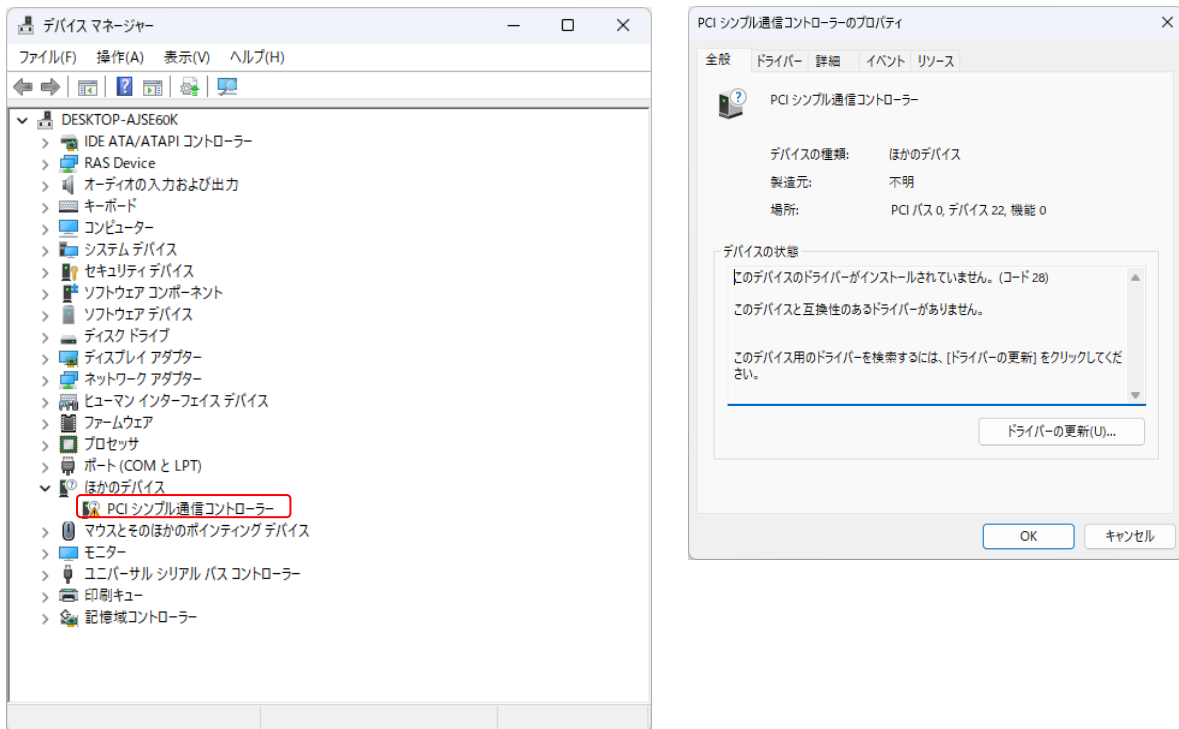 デバイス マネージャー
ファイル(F) 操作(A) 表示(V) ヘルプ(H)
DESKTOP-AJSE60K
IDE ATA/ATAPI コントローラー
RAS Device
オーディオの入力および出力
キーボード
コンピューター
システム デバイス
セキュリティ デバイス
ソフトウェア コンポーネント
ソフトウェア デバイス
ディスク ドライブ
ディスプレイ アダプター
ネットワーク アダプター
ヒューマン インターフェイス デバイス
ファームウェア
プロセッサ
ポート (COM と LPT)
ほかのデバイス
PCI シンプル通信コントローラー
マウスとそのほかのポインティング デバイス
モニター
ユニバーサル シリアル バス コントローラー
印刷キュー
記憶域コントローラー
PCI シンプル通信コントローラーのプロパティ
全般 ドライバー 詳細 イベント リソース
PCI シンプル通信コントローラー
デバイスの種類: ほかのデバイス
製造元: 不明
場所: PCI バス 0, デバイス 22, 機能 0
デバイスの状態
このデバイスのドライバーがインストールされていません。 (コード 28)
このデバイスと互換性のあるドライバーがありません。
このデバイス用のドライバーを検索するには、[ドライバーの更新] をクリックしてくだ
さい。
ドライバーの更新(U)...
OK キャンセル